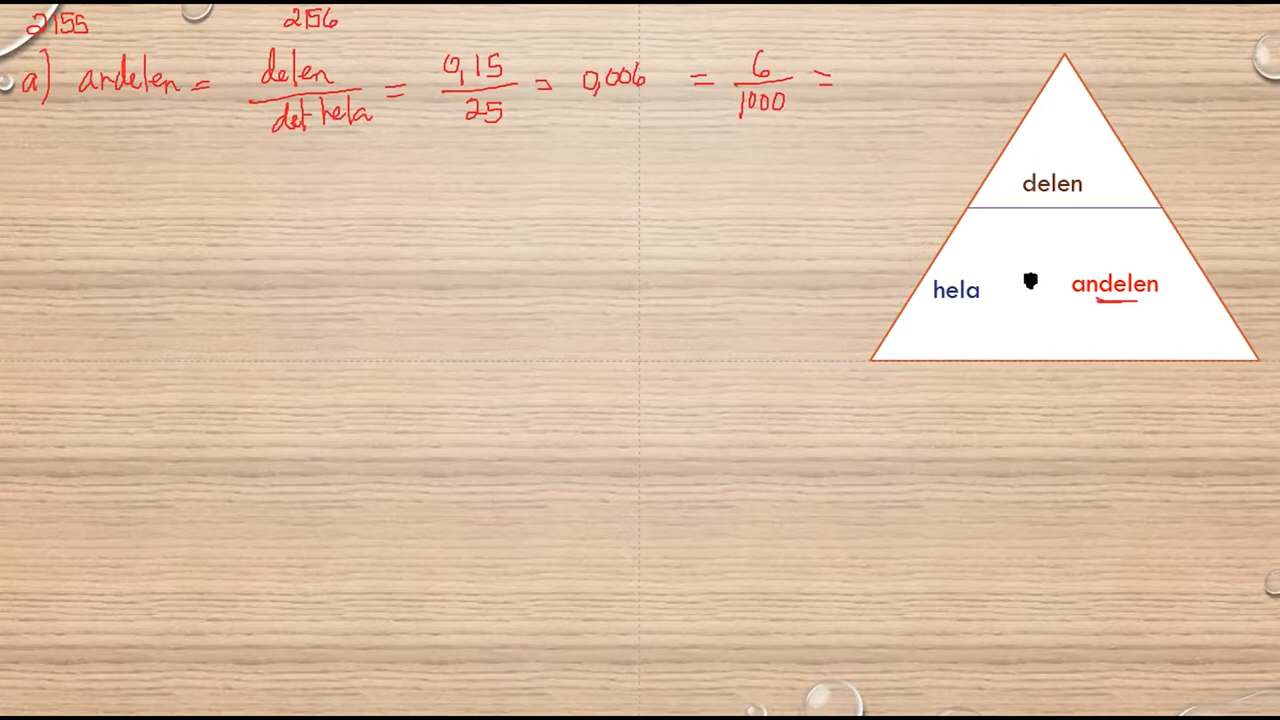 2155 2156
a) andelen = delen / det hela = 0,15 / 25 = 0,006 = 6 / 1000 =
delen
hela • andelen